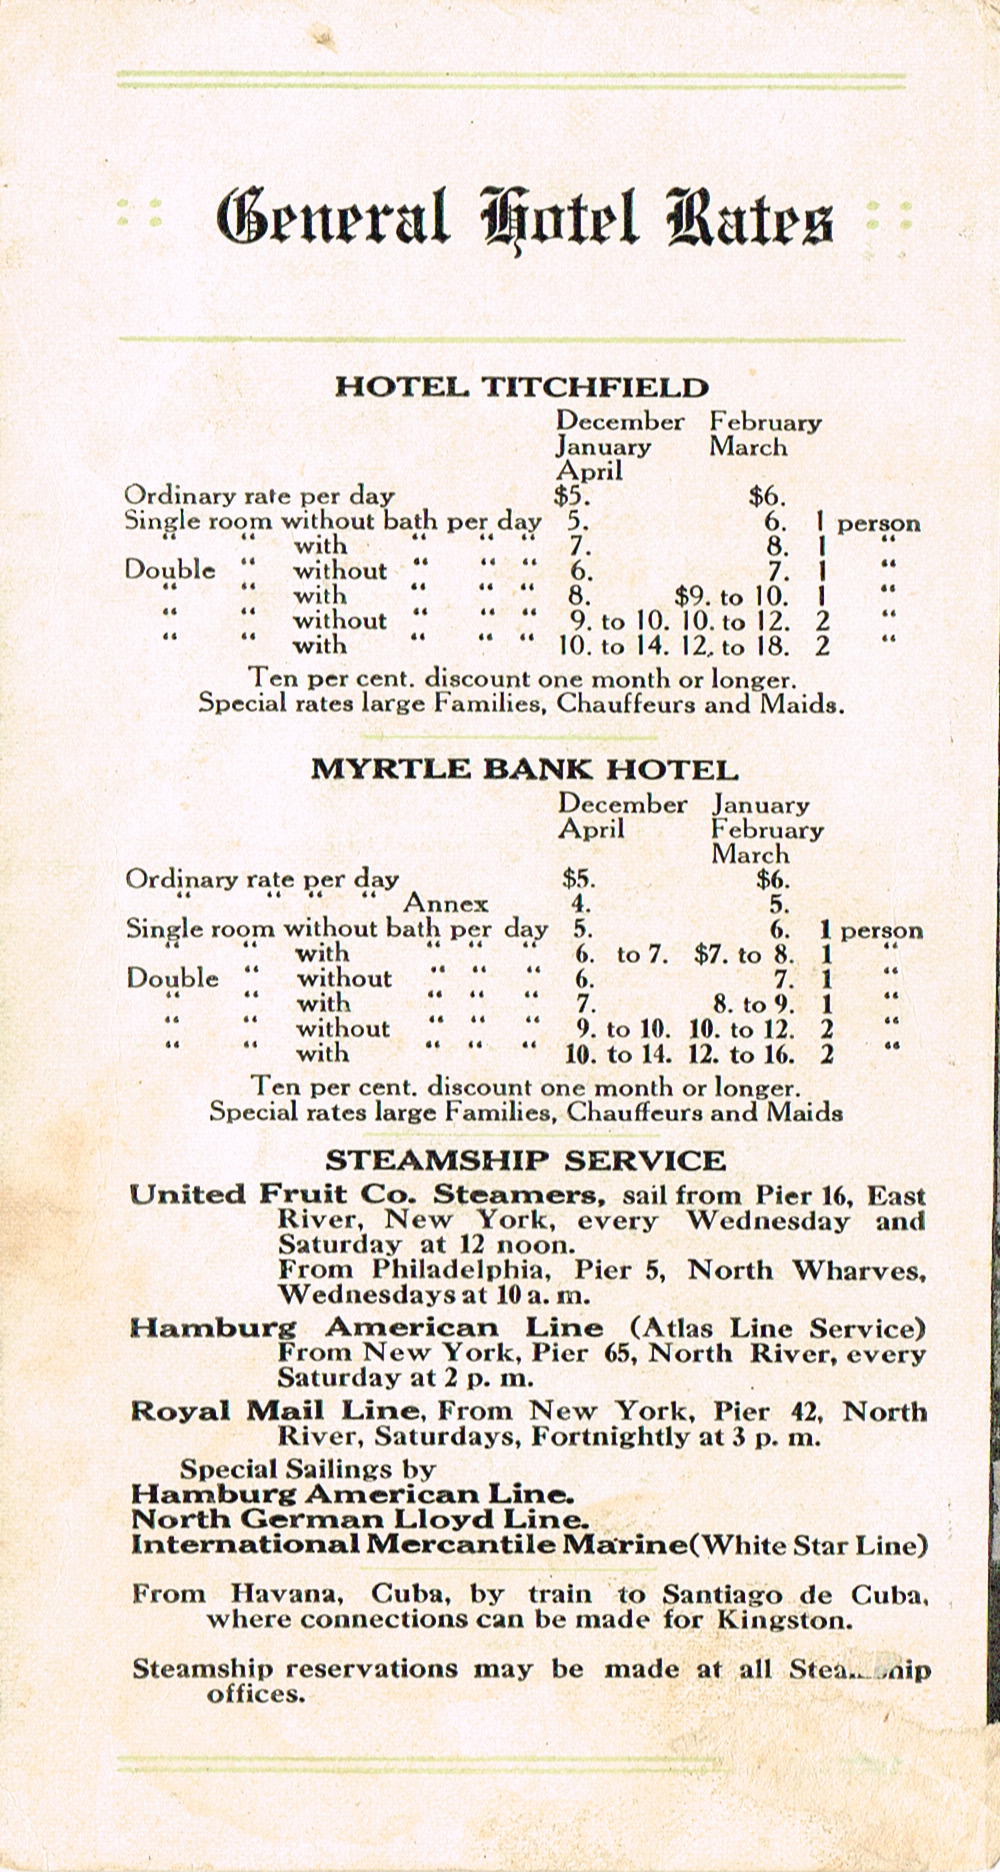 General Hotel Rates
HOTEL TITCHFIELD
December February
January March
April
Ordinary rate per day $5. $6.
Single room without bath per day 5. 6. 1 person
“ “ with “ “ “ 7. 8. 1 “
Double “ without “ “ “ 6. 7. 1 “
“ “ with “ “ “ 8. $9. to 10. 1 “
“ “ without “ “ “ 9. to 10. 10. to 12. 2 “
“ “ with “ “ “ 10. to 14. 12. to 18. 2 “
Ten per cent. discount one month or longer.
Special rates large Families, Chauffeurs and Maids.
MYRTLE BANK HOTEL
December January
April February
March
Ordinary rate per day $5. $6.
“ “ “ “ Annex 4. 5.
Single room without bath per day 5. 6. 1 person
“ “ with “ “ “ 6. to 7. $7. to 8. 1 “
Double “ without “ “ “ 6. 7. 1 “
“ “ with “ “ “ 7. 8. to 9. 1 “
“ “ without “ “ “ 9. to 10. 10. to 12. 2 “
“ “ with “ “ “ 10. to 14. 12. to 16. 2 “
Ten per cent. discount one month or longer.
Special rates large Families, Chauffeurs and Maids
STEAMSHIP SERVICE
United Fruit Co. Steamers, sail from Pier 16, East
River, New York, every Wednesday and
Saturday at 12 noon.
From Philadelphia, Pier 5, North Wharves,
Wednesdays at 10 a. m.
Hamburg American Line (Atlas Line Service)
From New York, Pier 65, North River, every
Saturday at 2 p. m.
Royal Mail Line, From New York, Pier 42, North
River, Saturdays, Fortnightly at 3 p. m.
Special Sailings by
Hamburg American Line.
North German Lloyd Line.
International Mercantile Marine (White Star Line)
From Havana, Cuba, by train to Santiago de Cuba,
where connections can be made for Kingston.
Steamship reservations may be made at all Steamship
offices.